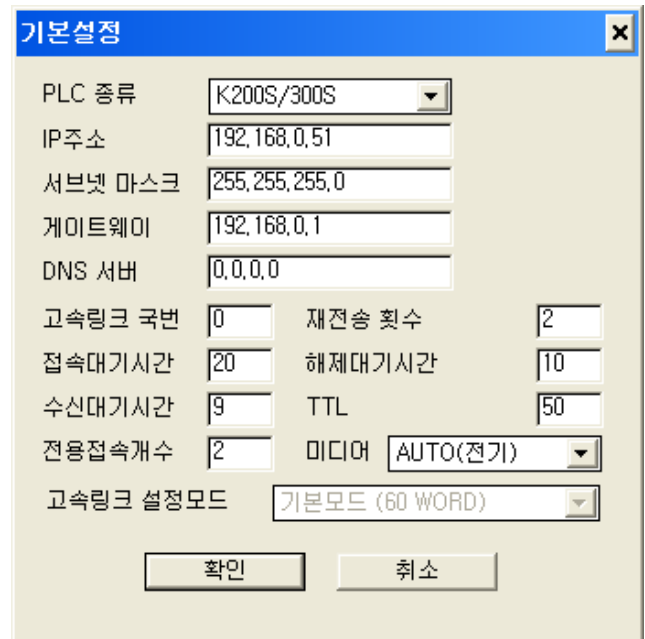 기본설정
PLC 종류 K200S/300S
IP주소 192,168,0,51
서브넷 마스크 255,255,255,0
게이트웨이 192,168,0,1
DNS 서버 0,0,0,0
고속링크 국번 0 재전송 횟수 2
접속대기시간 20 해제대기시간 10
수신대기시간 9 TTL 50
전용접속개수 2 미디어 AUTO(전기)
고속링크 설정모드 기본모드 (60 WORD)
확인 취소